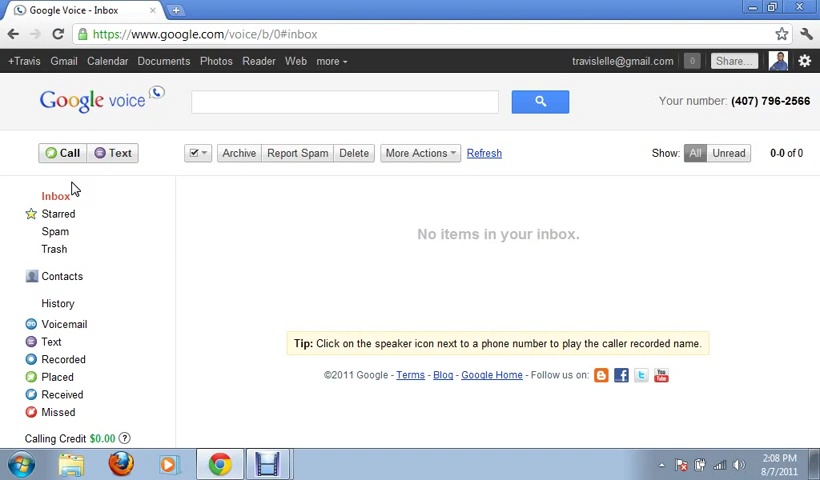 Google Voice - Inbox
https://www.google.com/voice/b/0#inbox
+Travis Gmail Calendar Documents Photos Reader Web more travislelle@gmail.com 0 Share...
Google voice Your number: (407) 796-2566
Call Text Archive Report Spam Delete More Actions Refresh Show: All Unread 0-0 of 0
Inbox
Starred
Spam
Trash
Contacts
History
Voicemail
Text
Recorded
Placed
Received
Missed
Calling Credit $0.00 ?
No items in your inbox.
Tip: Click on the speaker icon next to a phone number to play the caller recorded name.
©2011 Google - Terms - Blog - Google Home - Follow us on:
You Tube
2:08 PM
8/7/2011